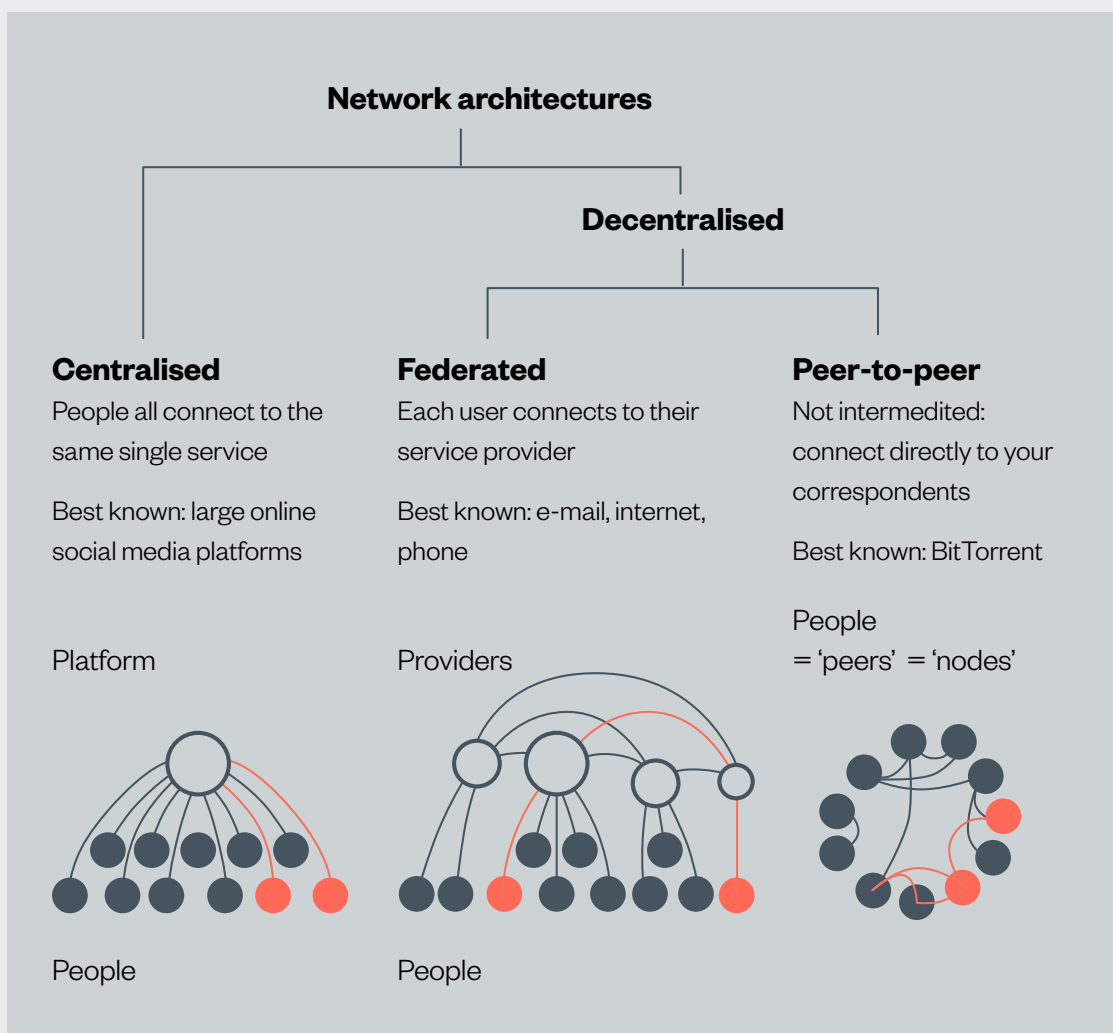 Network architectures
Decentralised
Centralised
People all connect to the
same single service
Best known: large online
social media platforms
Platform
People
Federated
Each user connects to their
service provider
Best known: e-mail, internet,
phone
Providers
People
Peer-to-peer
Not intermedited:
connect directly to your
correspondents
Best known: BitTorrent
People
= ‘peers’ = ‘nodes’